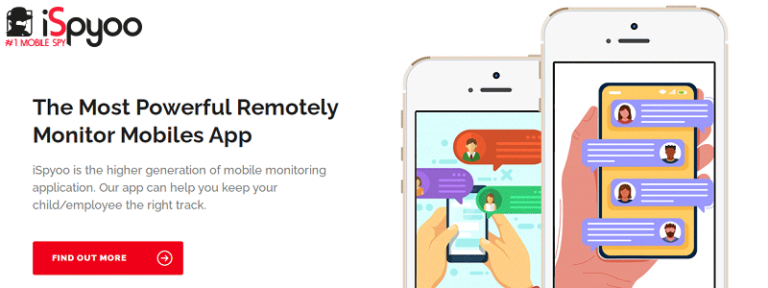 iSpyoo
#1 MOBILE SPY
The Most Powerful Remotely
Monitor Mobiles App
iSpyoo is the higher generation of mobile monitoring
application. Our app can help you keep your
child/employee the right track.
FIND OUT MORE